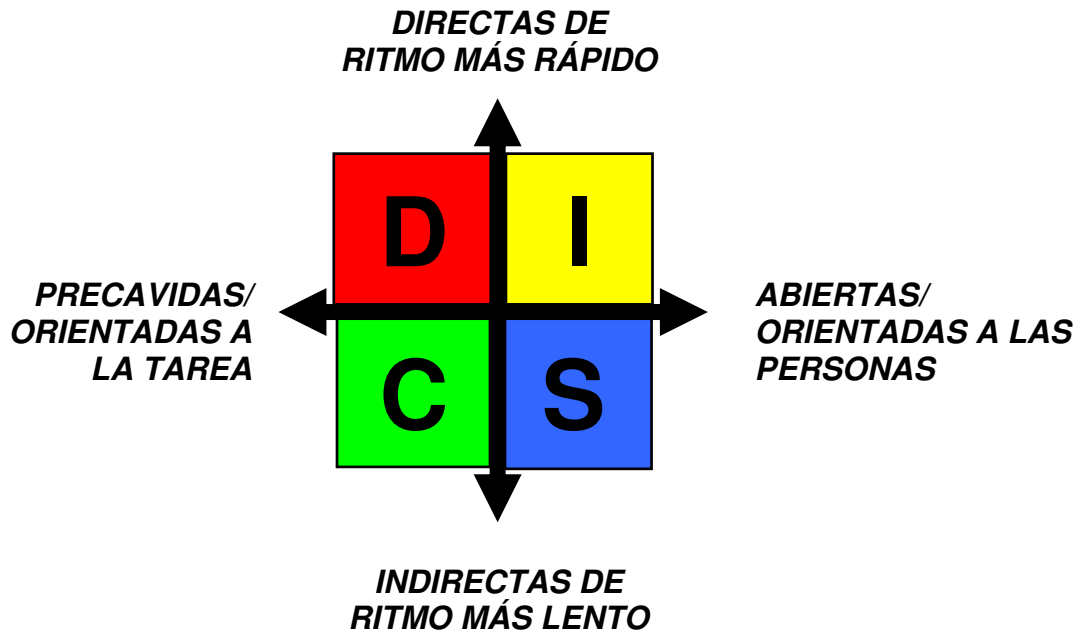 DIRECTAS DE
RITMO MÁS RÁPIDO
D I
PRECAVIDAS/
ORIENTADAS A
LA TAREA
ABIERTAS/
ORIENTADAS A LAS
PERSONAS
C S
INDIRECTAS DE
RITMO MÁS LENTO